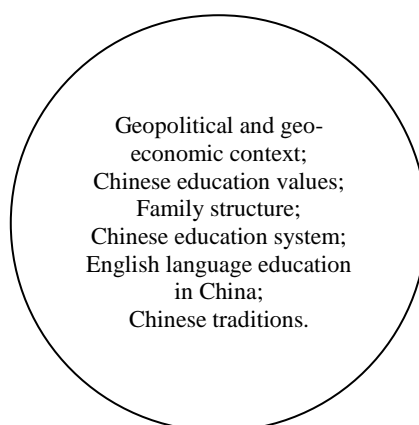 Geopolitical and geo-
economic context;
Chinese education values;
Family structure;
Chinese education system;
English language education
in China;
Chinese traditions.